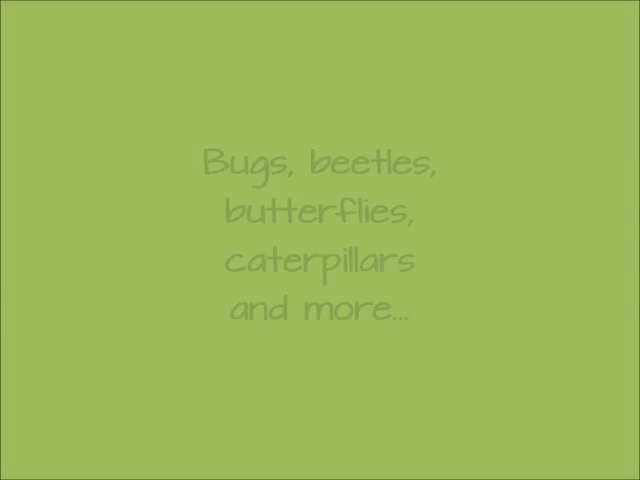 Bugs, beetles,
butterflies,
caterpillars
and more...